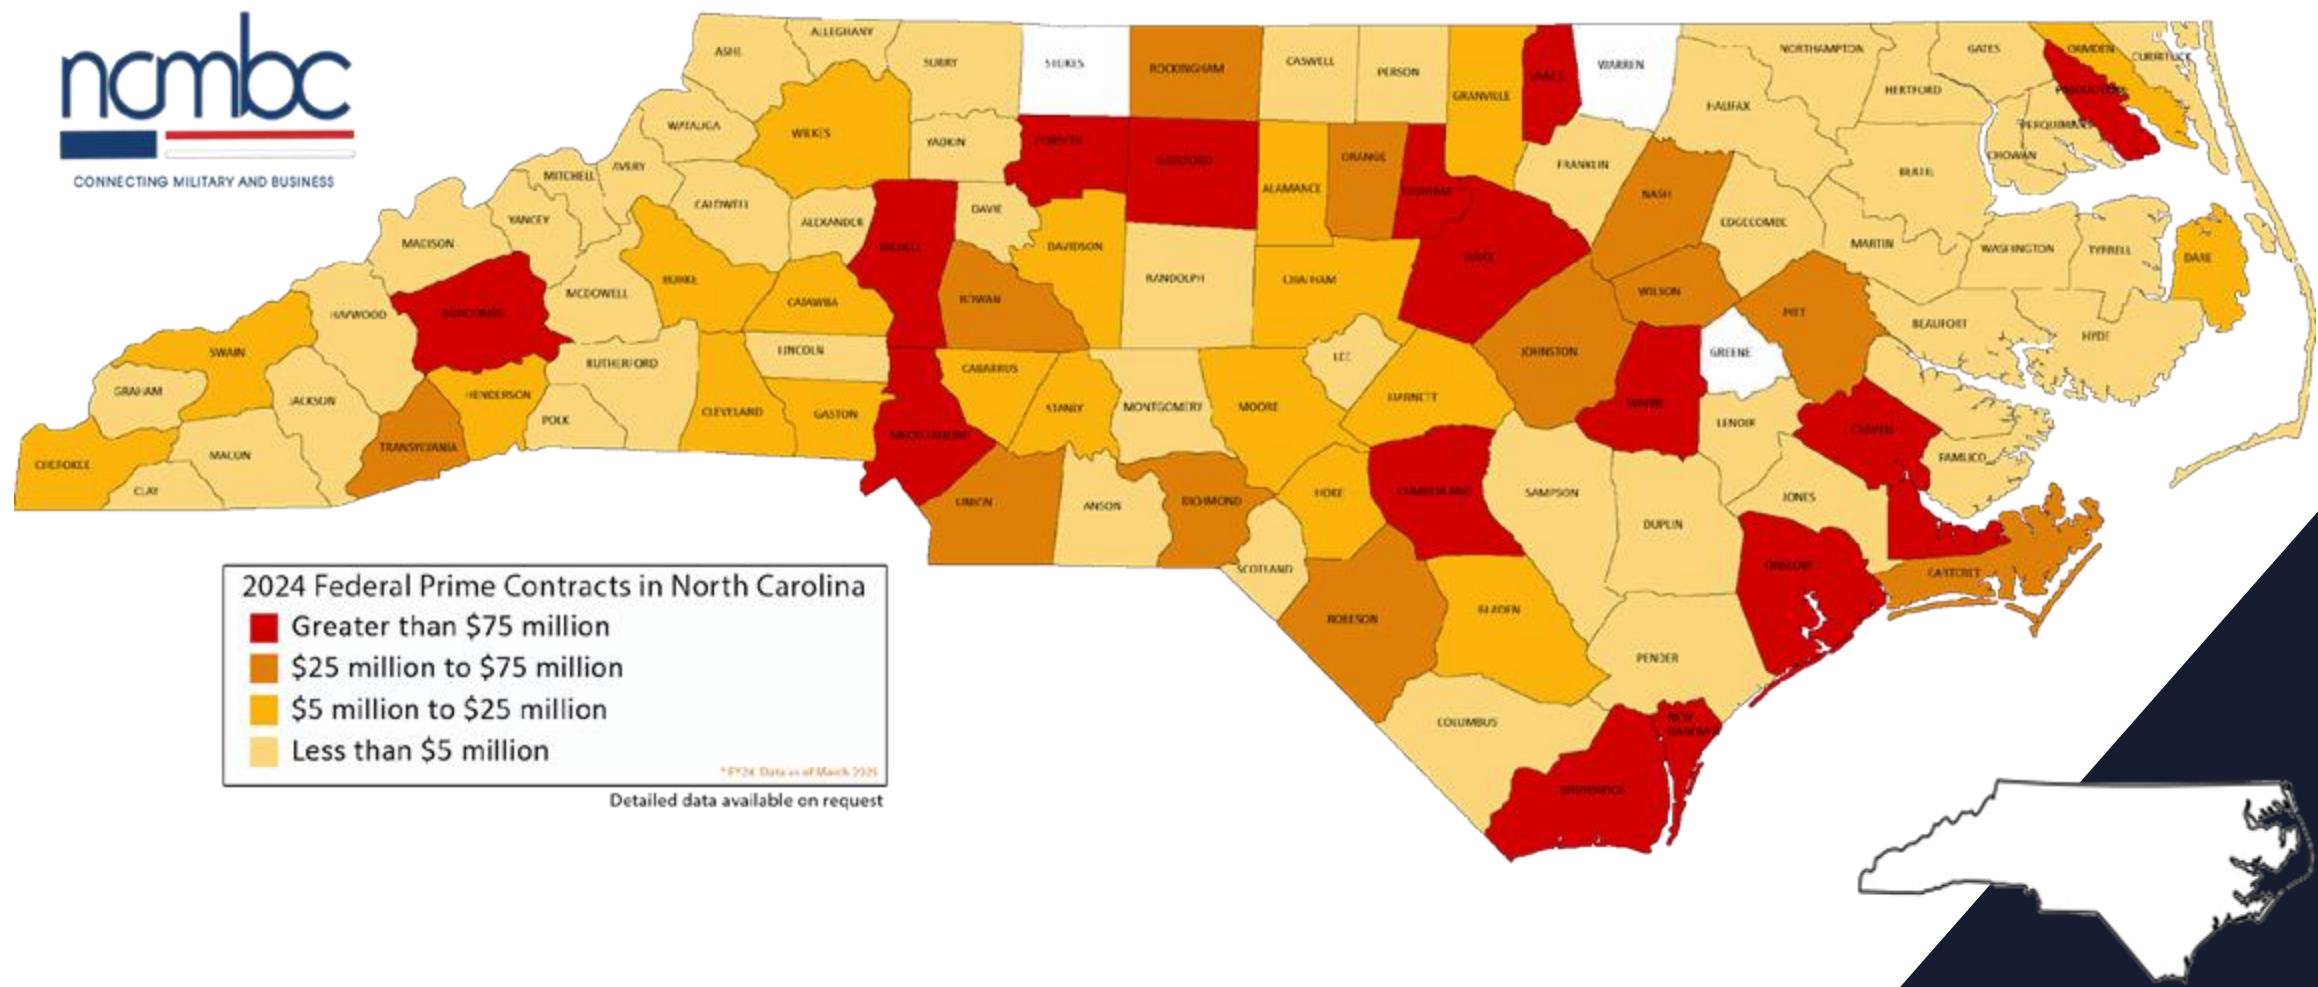 ncmbc
CONNECTING MILITARY AND BUSINESS
ASHE
ALLEGHANY
SURRY
STOKES
ROCKINGHAM
CASWELL
PERSON
GRANVILLE
VANCE
WARREN
NORTHAMPTON
GATES
CAMDEN
CURRITUCK
HALIFAX
HERTFORD
PASQUOTANK
PERQUIMANS
CHOWAN
WATAUGA
WILKES
YADKIN
FORSYTH
GUILFORD
ALAMANCE
ORANGE
DURHAM
FRANKLIN
NASH
BERTIE
MITCHELL
AVERY
YANCEY
CALDWELL
ALEXANDER
IREDELL
DAVIE
DAVIDSON
RANDOLPH
CHATHAM
WAKE
EDGECOMBE
MARTIN
WASHINGTON
TYRRELL
DARE
MADISON
BUNCOMBE
MCDOWELL
BURKE
CATAWBA
ROWAN
WILSON
PITT
BEAUFORT
HYDE
HAYWOOD
SWAIN
GRAHAM
JACKSON
HENDERSON
RUTHERFORD
POLK
CLEVELAND
LINCOLN
GASTON
CABARRUS
STANLY
MONTGOMERY
MOORE
LEE
HARNETT
JOHNSTON
WAYNE
GREENE
LENOIR
CRAVEN
PAMLICO
CHEROKEE
CLAY
MACON
TRANSYLVANIA
MECKLENBURG
UNION
ANSON
RICHMOND
HOKE
CUMBERLAND
SAMPSON
DUPLIN
JONES
SCOTLAND
ROBESON
BLADEN
ONSLOW
CARTERET
PENDER
COLUMBUS
NEW
HANOVER
BRUNSWICK
2024 Federal Prime Contracts in North Carolina
Greater than $75 million
$25 million to $75 million
$5 million to $25 million
Less than $5 million
*FY24 Data as of March 2025
Detailed data available on request